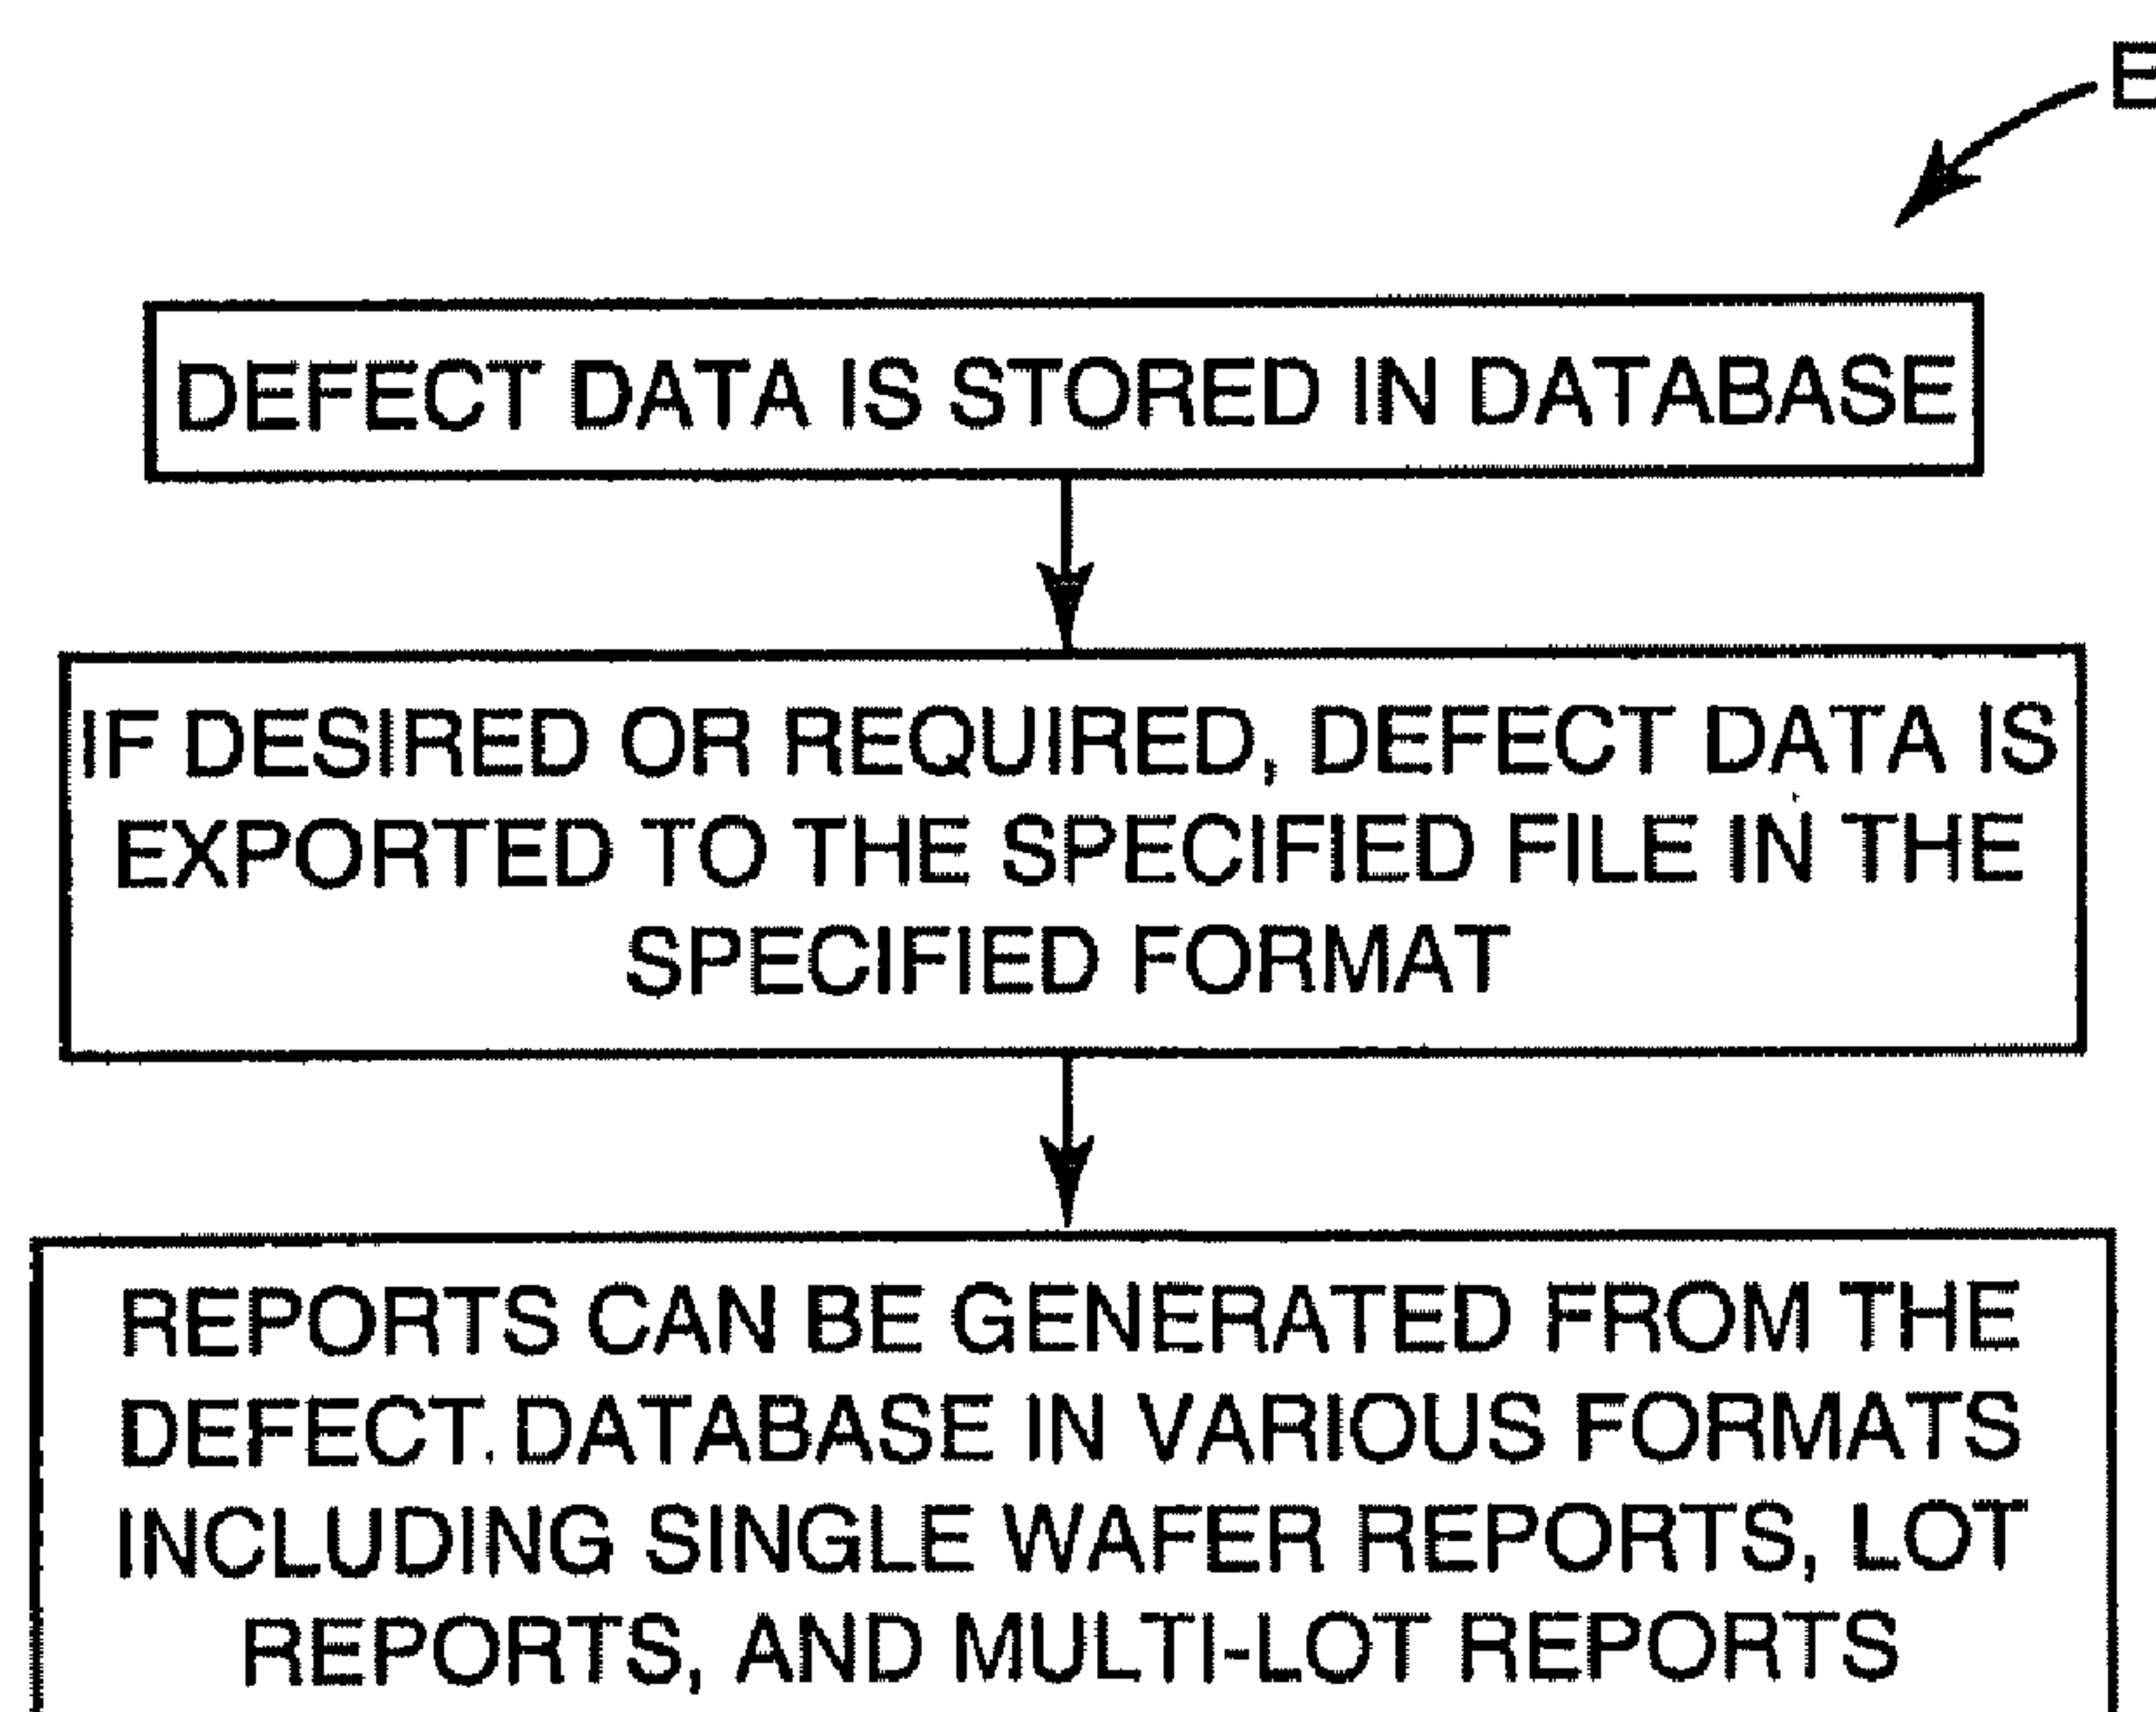 E
DEFECT DATA IS STORED IN DATABASE
IF DESIRED OR REQUIRED, DEFECT DATA IS
EXPORTED TO THE SPECIFIED FILE IN THE
SPECIFIED FORMAT
REPORTS CAN BE GENERATED FROM THE
DEFECT. DATABASE IN VARIOUS FORMATS
INCLUDING SINGLE WAFER REPORTS, LOT
REPORTS, AND MULTI-LOT REPORTS